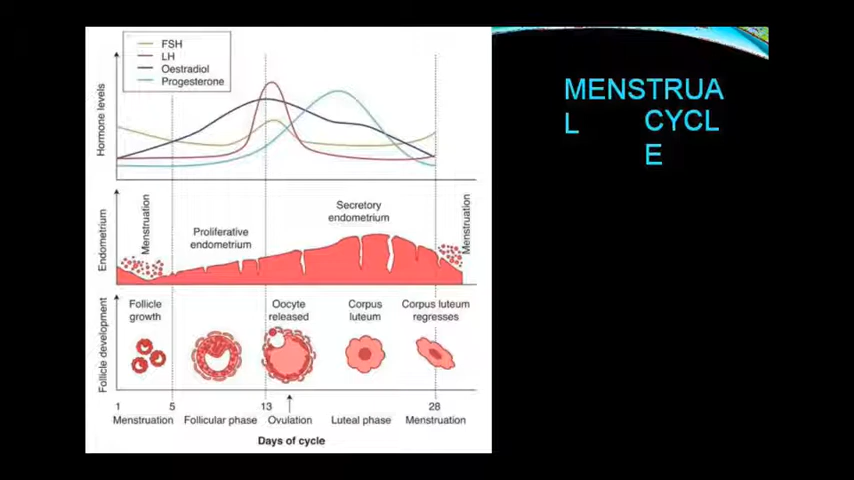 FSH
LH
Oestradiol
Progesterone
Hormone levels
MENSTRUA
L
CYCL
E
Endometrium
Menstruation
Proliferative
endometrium
Secretory
endometrium
Menstruation
Follicle development
Follicle
growth
Oocyte
released
Corpus
luteum
Corpus luteum
regresses
1 5 13 28
Menstruation Follicular phase Ovulation Luteal phase Menstruation
Days of cycle